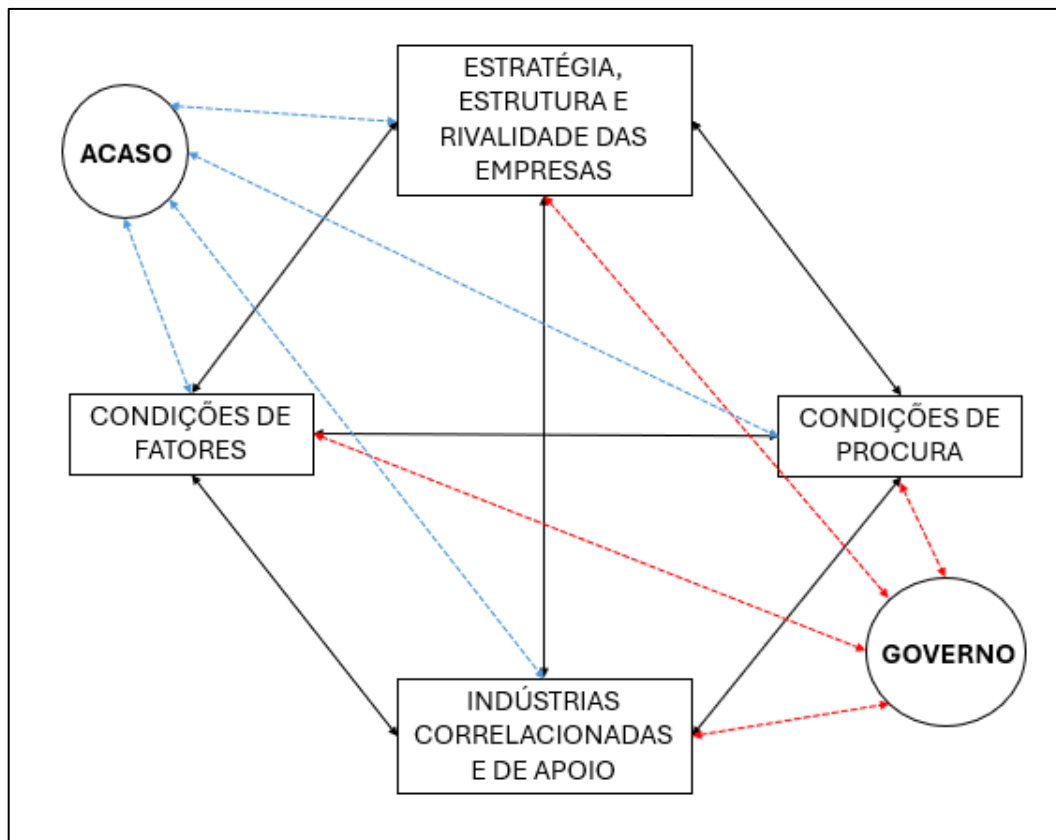 ESTRATÉGIA,
ESTRUTURA E
RIVALIDADE DAS
EMPRESAS
ACASO
CONDIÇÕES DE
FATORES
CONDIÇÕES DE
PROCURA
GOVERNO
INDÚSTRIAS
CORRELACIONADAS
E DE APOIO